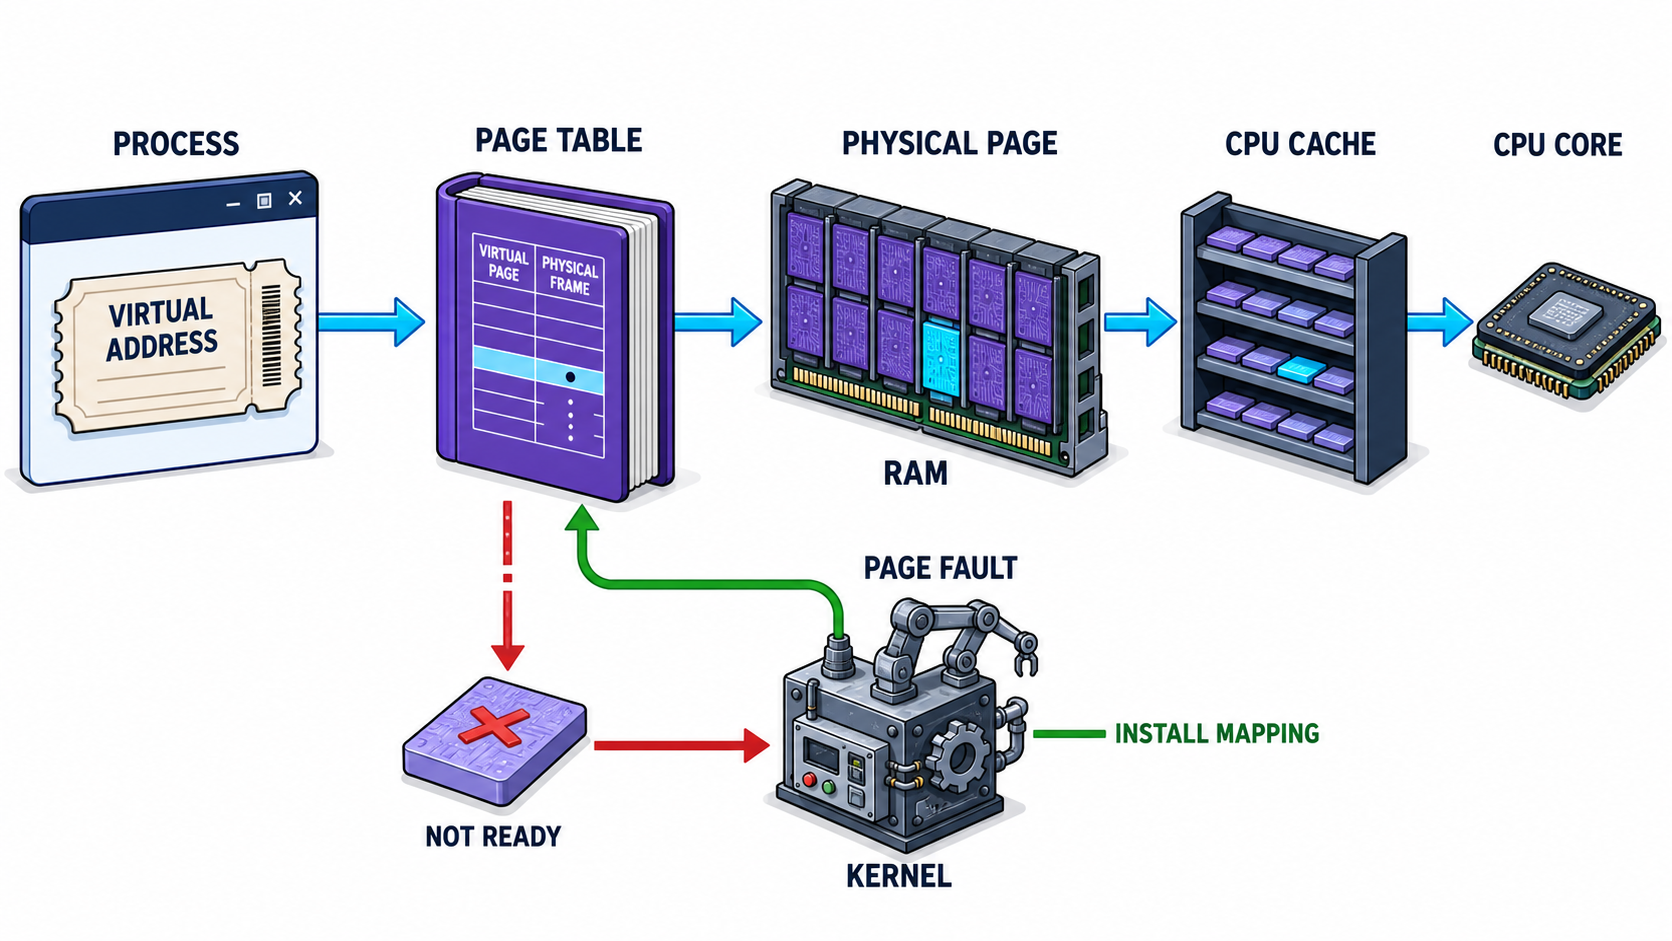 PROCESS
PAGE TABLE
PHYSICAL PAGE
CPU CACHE
CPU CORE
VIRTUAL
ADDRESS
VIRTUAL
PAGE
PHYSICAL
FRAME
RAM
PAGE FAULT
INSTALL MAPPING
NOT READY
KERNEL